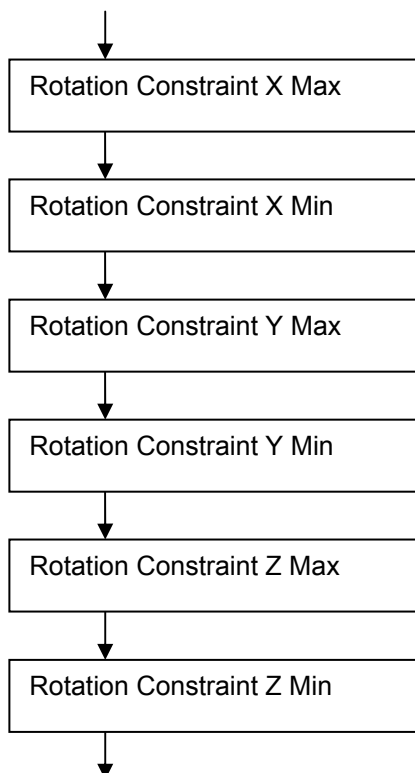 Rotation Constraint X Max
Rotation Constraint X Min
Rotation Constraint Y Max
Rotation Constraint Y Min
Rotation Constraint Z Max
Rotation Constraint Z Min